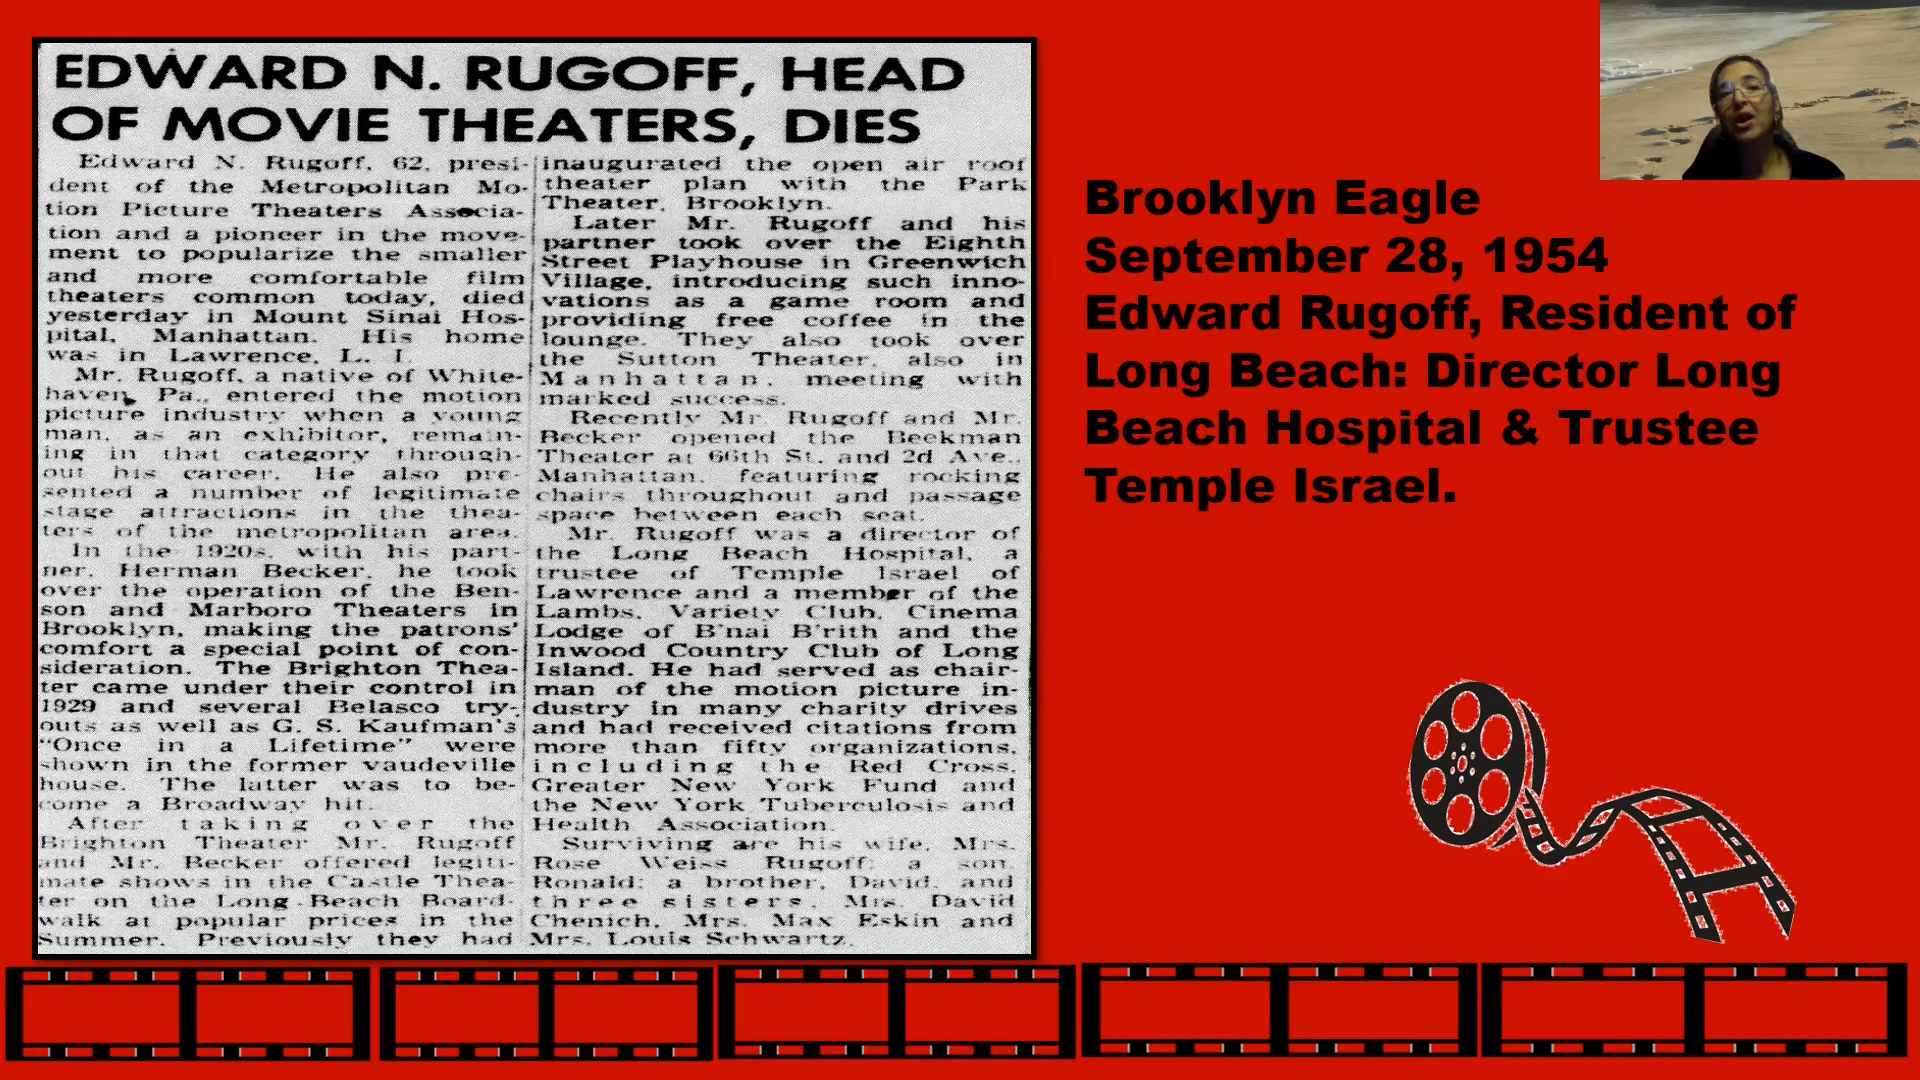 EDWARD N. RUGOFF, HEAD
OF MOVIE THEATERS, DIES
Edward N. Rugoff, 62, presi-
dent of the Metropolitan Mo-
tion Picture Theaters Associa-
tion and a pioneer in the move-
ment to popularize the smaller
and more comfortable film
theaters common today, died
yesterday in Mount Sinai Hos-
pital, Manhattan. His home
was in Lawrence, L. I.
Mr. Rugoff, a native of White-
haven, Pa., entered the motion
picture industry when a young
man, as an exhibitor, remain-
ing in that category through-
out his career. He also pre-
sented a number of legitimate
stage attractions in the thea-
ters of the metropolitan area.
In the 1920s, with his part-
ner, Herman Becker, he took
over the operation of the Ben-
son and Marboro Theaters in
Brooklyn, making the patrons'
comfort a special point of con-
sideration. The Brighton Thea-
ter came under their control in
1929 and several Belasco try-
outs as well as G. S. Kaufman's
"Once in a Lifetime" were
shown in the former vaudeville
house. The latter was to be-
come a Broadway hit.
After taking over the
Brighton Theater Mr. Rugoff
and Mr. Becker offered legiti-
mate shows in the Castle Thea-
ter on the Long Beach Board-
walk at popular prices in the
Summer. Previously they had
inaugurated the open air roof
theater plan with the Park
Theater, Brooklyn.
Later Mr. Rugoff and his
partner took over the Eighth
Street Playhouse in Greenwich
Village, introducing such inno-
vations as a game room and
providing free coffee in the
lounge. They also took over
the Sutton Theater, also in
Manhattan, meeting with
marked success.
Recently Mr. Rugoff and Mr.
Becker opened the Beekman
Theater at 66th St. and 2d Ave.,
Manhattan, featuring rocking
chairs throughout and passage
space between each seat.
Mr. Rugoff was a director of
the Long Beach Hospital, a
trustee of Temple Israel of
Lawrence and a member of the
Lambs, Variety Club, Cinema
Lodge of B'nai B'rith and the
Inwood Country Club of Long
Island. He had served as chair-
man of the motion picture in-
dustry in many charity drives
and had received citations from
more than fifty organizations,
including the Red Cross,
Greater New York Fund and
the New York Tuberculosis and
Health Association.
Surviving are his wife, Mrs.
Rose Weiss Rugoff; a son,
Ronald; a brother, David, and
three sisters, Mrs. David
Chenich, Mrs. Max Eskin and
Mrs. Louis Schwartz.
Brooklyn Eagle
September 28, 1954
Edward Rugoff, Resident of
Long Beach: Director Long
Beach Hospital & Trustee
Temple Israel.